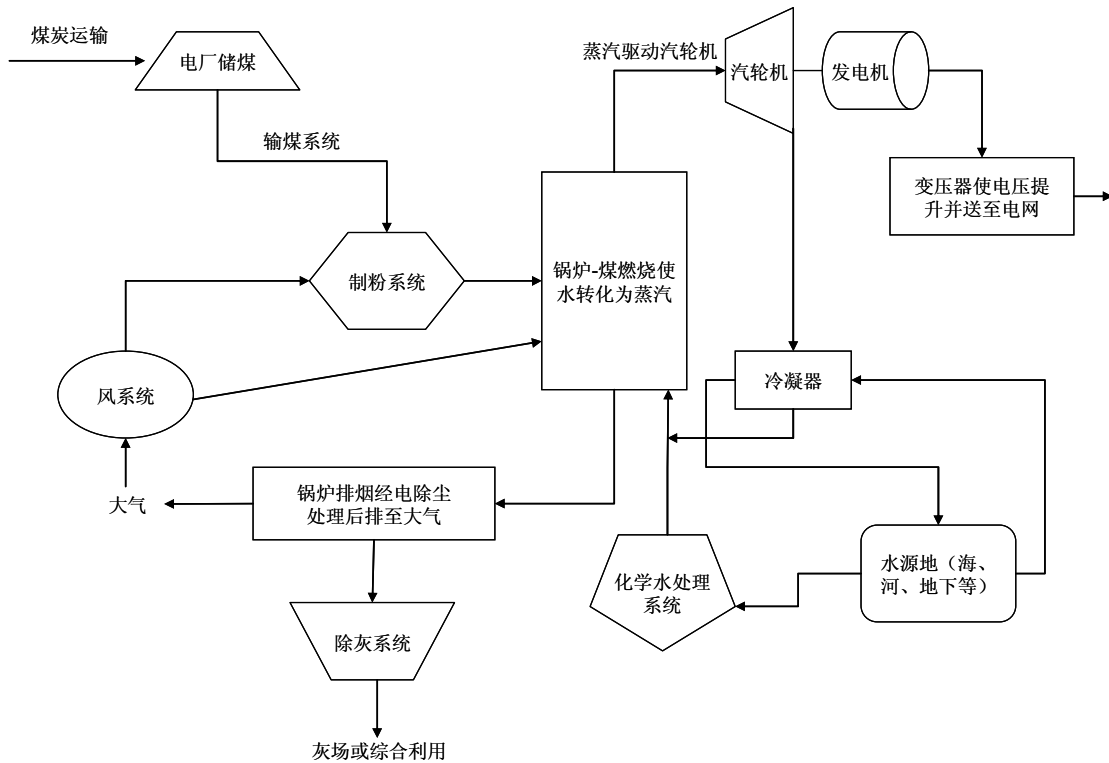 煤炭运输
电厂储煤
蒸汽驱动汽轮机
汽轮机
发电机
输煤系统
变压器使电压提
升并送至电网
制粉系统
锅炉-煤燃烧使
水转化为蒸汽
风系统
冷凝器
大气
锅炉排烟经电除尘
处理后排至大气
化学水处理
系统
水源地（海、
河、地下等）
除灰系统
灰场或综合利用